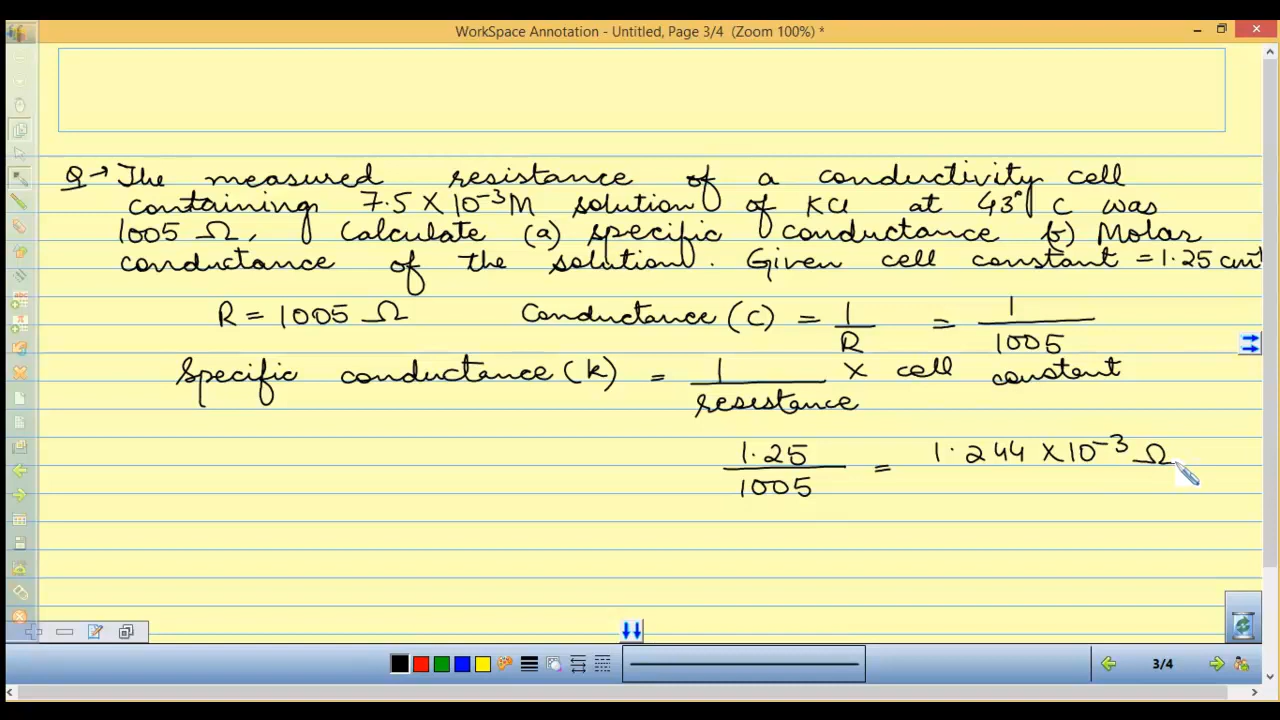 WorkSpace Annotation - Untitled, Page 3/4 (Zoom 100%) *
Q→ The measured resistance of a conductivity cell
containing 7.5 X 10⁻³ M solution of KCl at 43° C was
1005 Ω. Calculate (a) specific conductance b) Molar
conductance of the solution. Given cell constant = 1.25 cm⁻¹
R = 1005 Ω Conductance (C) = 1/R = 1/1005
Specific conductance (k) = 1/resistance × cell constant
1.25/1005 = 1.244 × 10⁻³ Ω
3/4